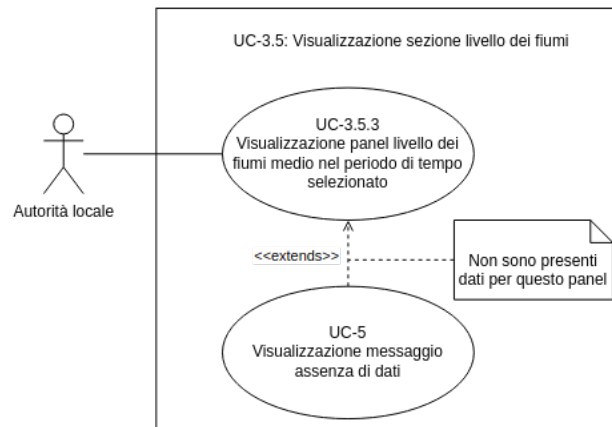 UC-3.5: Visualizzazione sezione livello dei fiumi
UC-3.5.3
Visualizzazione panel livello dei
fiumi medio nel periodo di tempo
selezionato
Autorità locale
<<extends>>
Non sono presenti
dati per questo panel
UC-5
Visualizzazione messaggio
assenza di dati